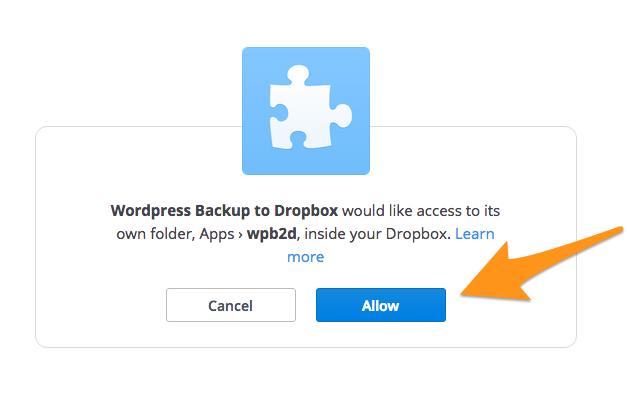 Wordpress Backup to Dropbox would like access to its
own folder, Apps › wpb2d, inside your Dropbox. Learn
more
Cancel
Allow